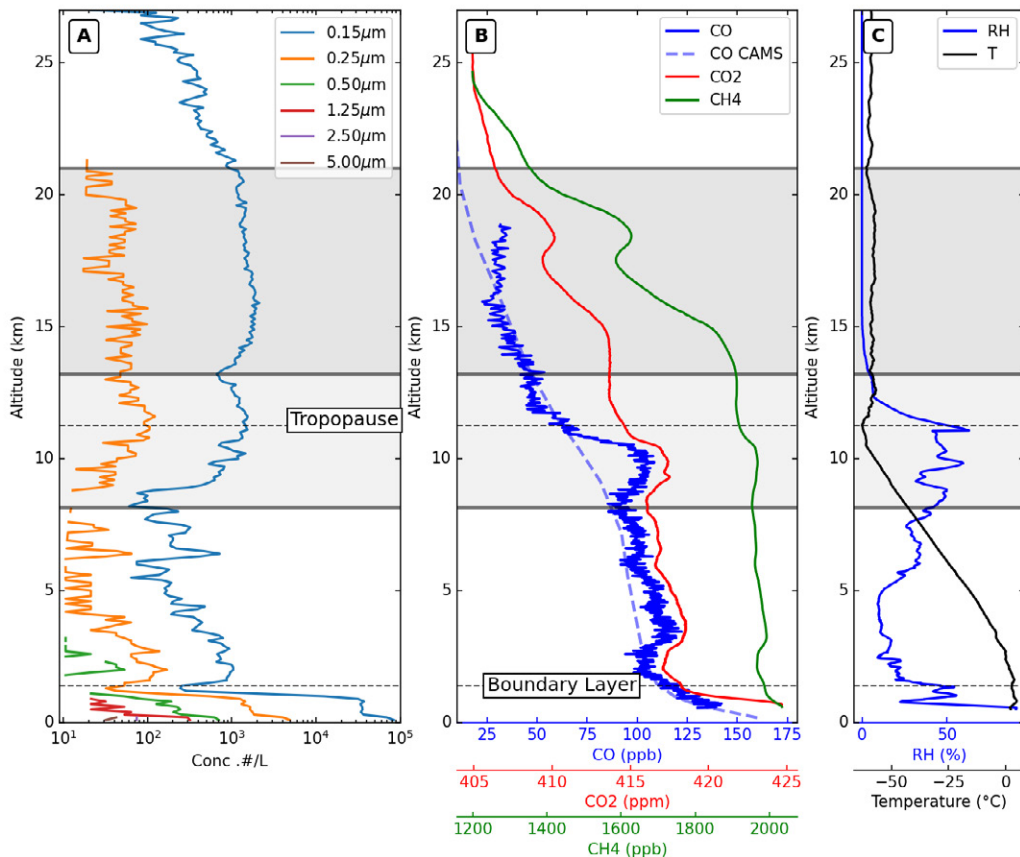 A
0.15μm
0.25μm
0.50μm
1.25μm
2.50μm
5.00μm
Altitude (km)
0
5
10
15
20
25
Tropopause
10¹ 10² 10³ 10⁴ 10⁵
Conc .#/L
B
CO
CO CAMS
CO2
CH4
Altitude (km)
0
5
10
15
20
25
Boundary Layer
25 50 75 100 125 150 175
CO (ppb)
405 410 415 420 425
CO2 (ppm)
1200 1400 1600 1800 2000
CH4 (ppb)
C
RH
T
Altitude (km)
0
5
10
15
20
25
0 50
RH (%)
−50 −25 0
Temperature (°C)